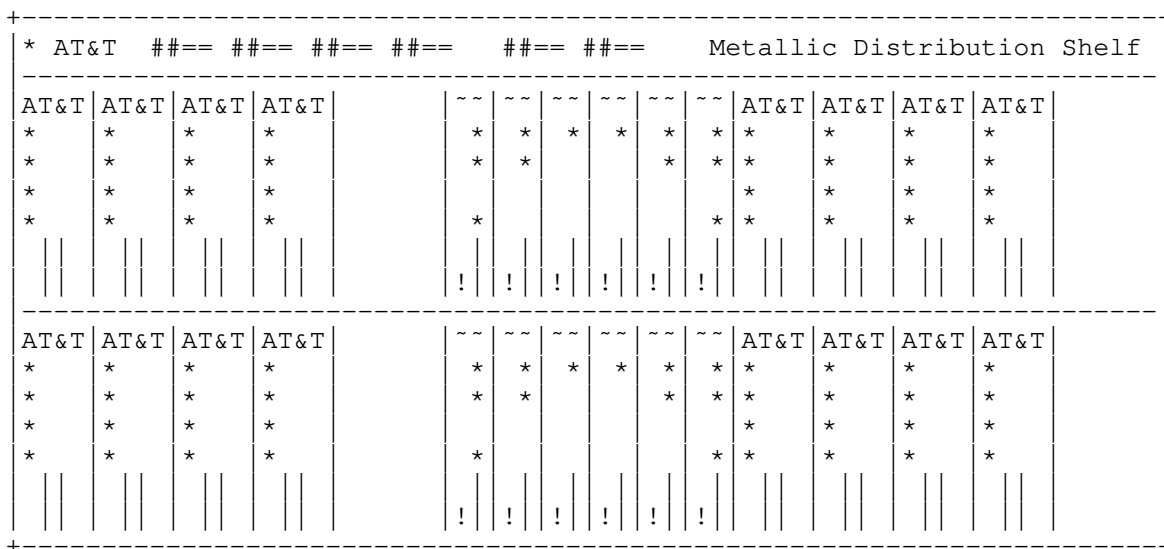 +-----------------------------------------------------------------------
|* AT&T  ##== ##== ##== ##==   ##== ##==    Metallic Distribution Shelf
|-----------------------------------------------------------------------
|AT&T|AT&T|AT&T|AT&T|      |~~|~~|~~|~~|~~|~~|AT&T|AT&T|AT&T|AT&T|
|*   |*   |*   |*   |      | *| *| *| *| *| *|*   |*   |*   |*   |
|*   |*   |*   |*   |      | *| *|  |  | *| *|*   |*   |*   |*   |
|*   |*   |*   |*   |      |  |  |  |  |  |  |*   |*   |*   |*   |
|*   |*   |*   |*   |      | *|  |  |  |  | *|*   |*   |*   |*   |
| || | || | || | || |      | || || || || || || || | || | || | || |
| || | || | || | || |      |!||!||!||!||!||!|| || | || | || | || |
|-----------------------------------------------------------------------
|AT&T|AT&T|AT&T|AT&T|      |~~|~~|~~|~~|~~|~~|AT&T|AT&T|AT&T|AT&T|
|*   |*   |*   |*   |      | *| *| *| *| *| *|*   |*   |*   |*   |
|*   |*   |*   |*   |      | *| *|  |  | *| *|*   |*   |*   |*   |
|*   |*   |*   |*   |      |  |  |  |  |  |  |*   |*   |*   |*   |
|*   |*   |*   |*   |      | *|  |  |  |  | *|*   |*   |*   |*   |
| || | || | || | || |      | || || || || || || || | || | || | || |
| || | || | || | || |      |!||!||!||!||!||!|| || | || | || | || |
+-----------------------------------------------------------------------